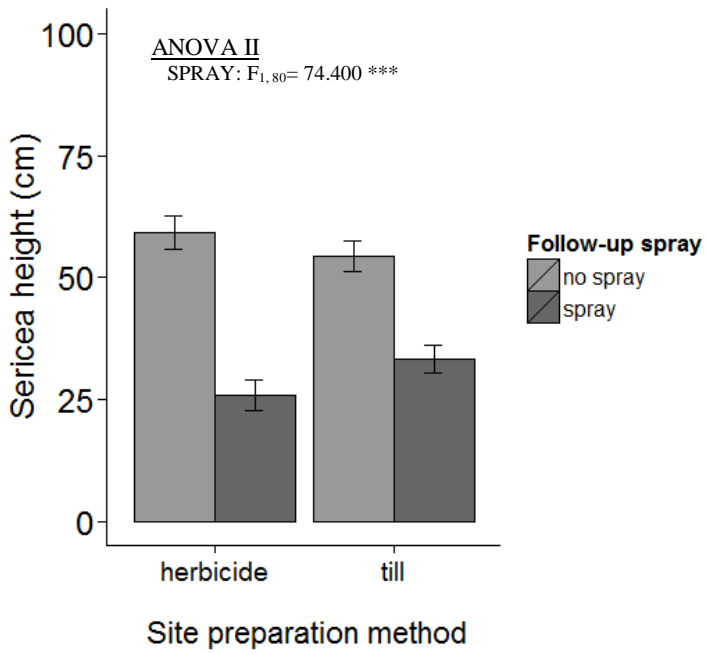 ANOVA II
SPRAY: F1, 80= 74.400 ***
100
75
50
25
0
Sericea height (cm)
herbicide till
Site preparation method
Follow-up spray
no spray
spray